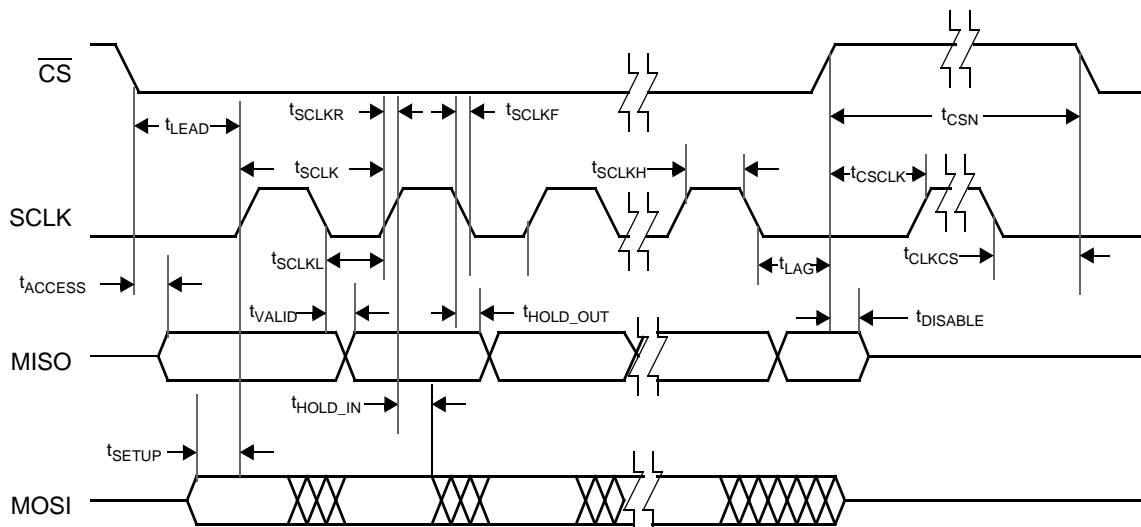 CS
tSCLKR
tSCLKF
tLEAD
tCSN
tSCLK
tSCLKH
tCSCLK
SCLK
tSCLKL
tLAG
tCLKCS
tACCESS
tVALID
tHOLD_OUT
tDISABLE
MISO
tHOLD_IN
tSETUP
MOSI